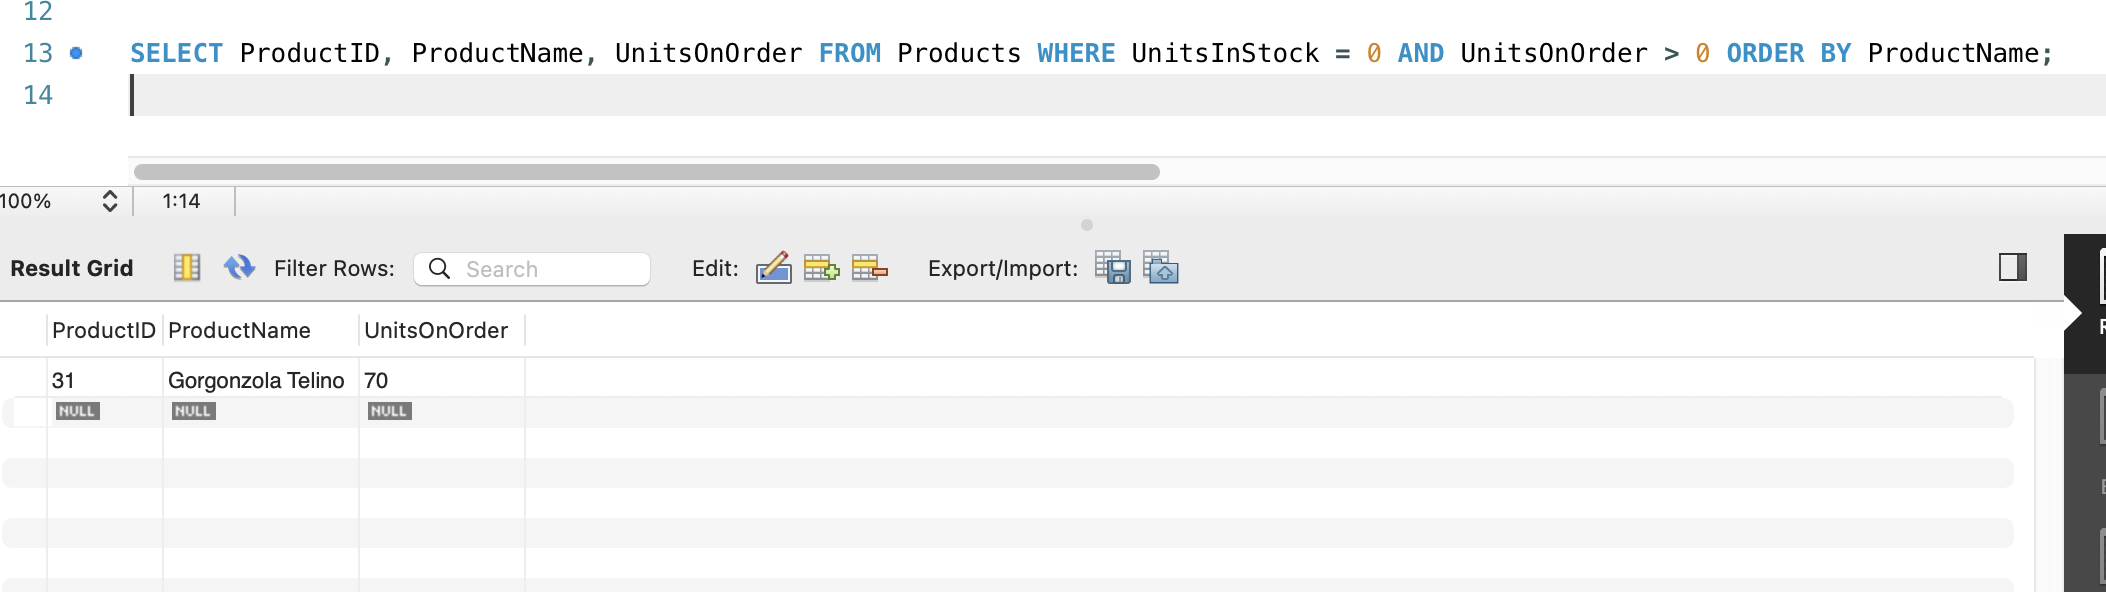 12
13 SELECT ProductID, ProductName, UnitsOnOrder FROM Products WHERE UnitsInStock = 0 AND UnitsOnOrder > 0 ORDER BY ProductName;
14
100% 1:14
Result Grid Filter Rows: Search Edit: Export/Import:
ProductID ProductName UnitsOnOrder
31 Gorgonzola Telino 70
NULL NULL NULL